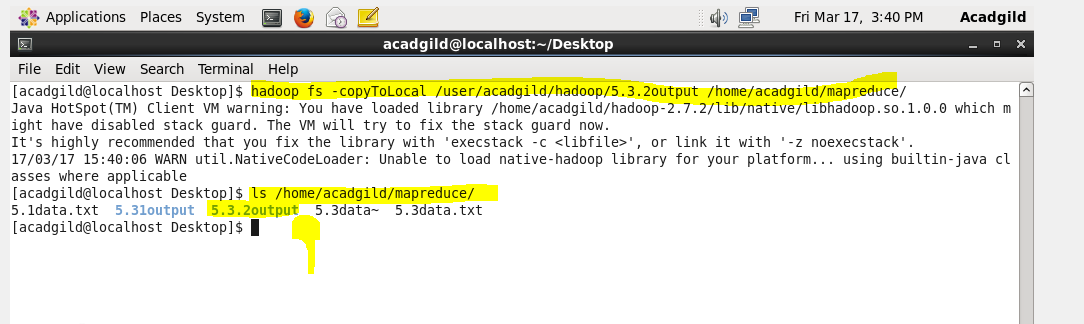 Applications Places System Fri Mar 17, 3:40 PM Acadgild
acadgild@localhost:~/Desktop
File Edit View Search Terminal Help
[acadgild@localhost Desktop]$ hadoop fs -copyToLocal /user/acadgild/hadoop/5.3.2output /home/acadgild/mapreduce/
Java HotSpot(TM) Client VM warning: You have loaded library /home/acadgild/hadoop-2.7.2/lib/native/libhadoop.so.1.0.0 which m
ight have disabled stack guard. The VM will try to fix the stack guard now.
It's highly recommended that you fix the library with 'execstack -c <libfile>', or link it with '-z noexecstack'.
17/03/17 15:40:06 WARN util.NativeCodeLoader: Unable to load native-hadoop library for your platform... using builtin-java cl
asses where applicable
[acadgild@localhost Desktop]$ ls /home/acadgild/mapreduce/
5.1data.txt 5.31output 5.3.2output 5.3data~ 5.3data.txt
[acadgild@localhost Desktop]$